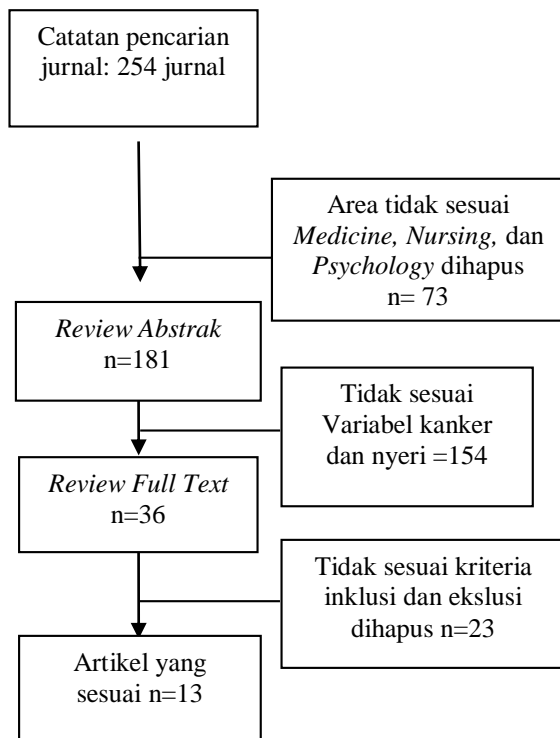 Catatan pencarian
jurnal: 254 jurnal
Area tidak sesuai
Medicine, Nursing, dan
Psychology dihapus
n= 73
Review Abstrak
n=181
Tidak sesuai
Variabel kanker
dan nyeri =154
Review Full Text
n=36
Tidak sesuai kriteria
inklusi dan ekslusi
dihapus n=23
Artikel yang
sesuai n=13